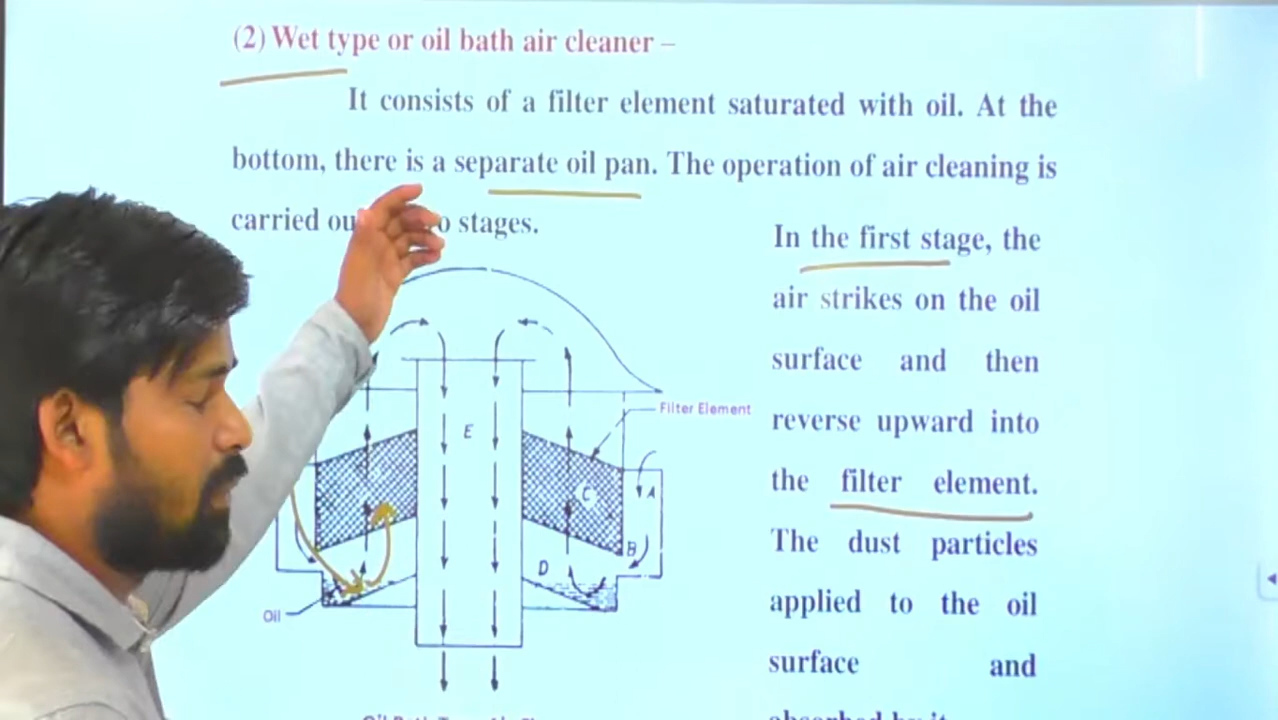 (2) Wet type or oil bath air cleaner –
It consists of a filter element saturated with oil. At the
bottom, there is a separate oil pan. The operation of air cleaning is
carried stages.
In the first stage, the
air strikes on the oil
surface and then
reverse upward into
the filter element.
The dust particles
applied to the oil
surface and
E
Filter Element
C
A
B
D
Oil